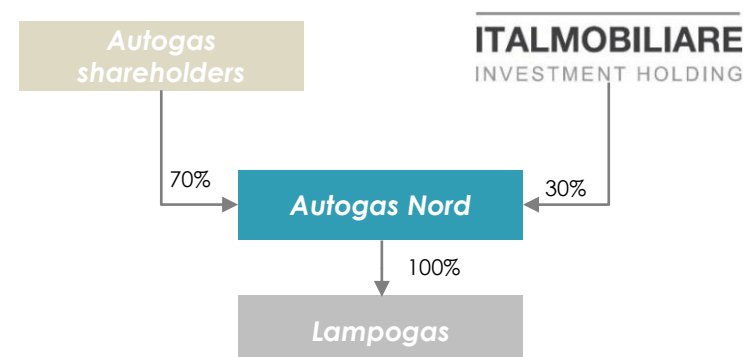 Autogas
shareholders
ITALMOBILIARE
INVESTMENT HOLDING
70%
30%
Autogas Nord
100%
Lampogas